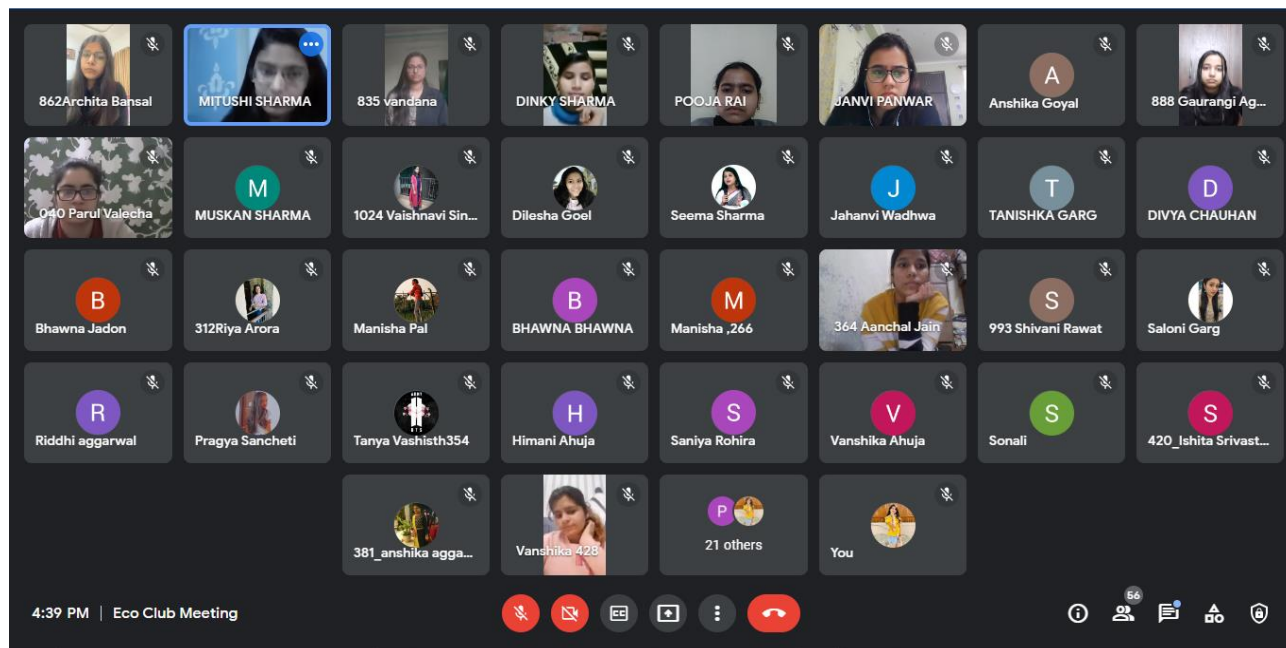 862Archita Bansal
MITUSHI SHARMA
835 vandana
DINKY SHARMA
POOJA RAI
JANVI PANWAR
A
Anshika Goyal
888 Gaurangi Ag...
040 Parul Valecha
M
MUSKAN SHARMA
1024 Vaishnavi Sin...
Dilesha Goel
Seema Sharma
J
Jahanvi Wadhwa
T
TANISHKA GARG
D
DIVYA CHAUHAN
B
Bhawna Jadon
312Riya Arora
Manisha Pal
B
BHAWNA BHAWNA
M
Manisha ,266
364 Aanchal Jain
S
993 Shivani Rawat
Saloni Garg
R
Riddhi aggarwal
Pragya Sancheti
ARMY
BTS
Tanya Vashisth354
H
Himani Ahuja
S
Saniya Rohira
V
Vanshika Ahuja
S
Sonali
S
420_Ishita Srivast...
381_anshika agga...
Vanshika 428
P
21 others
You
4:39 PM | Eco Club Meeting
CC
56